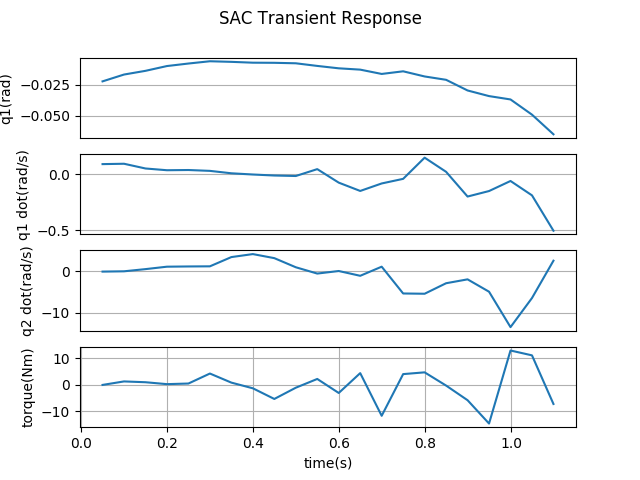 SAC Transient Response
q1(rad)
−0.025
−0.050
q1 dot(rad/s)
0.0
−0.5
q2 dot(rad/s)
0
−10
torque(Nm)
10
0
−10
0.0 0.2 0.4 0.6 0.8 1.0
time(s)